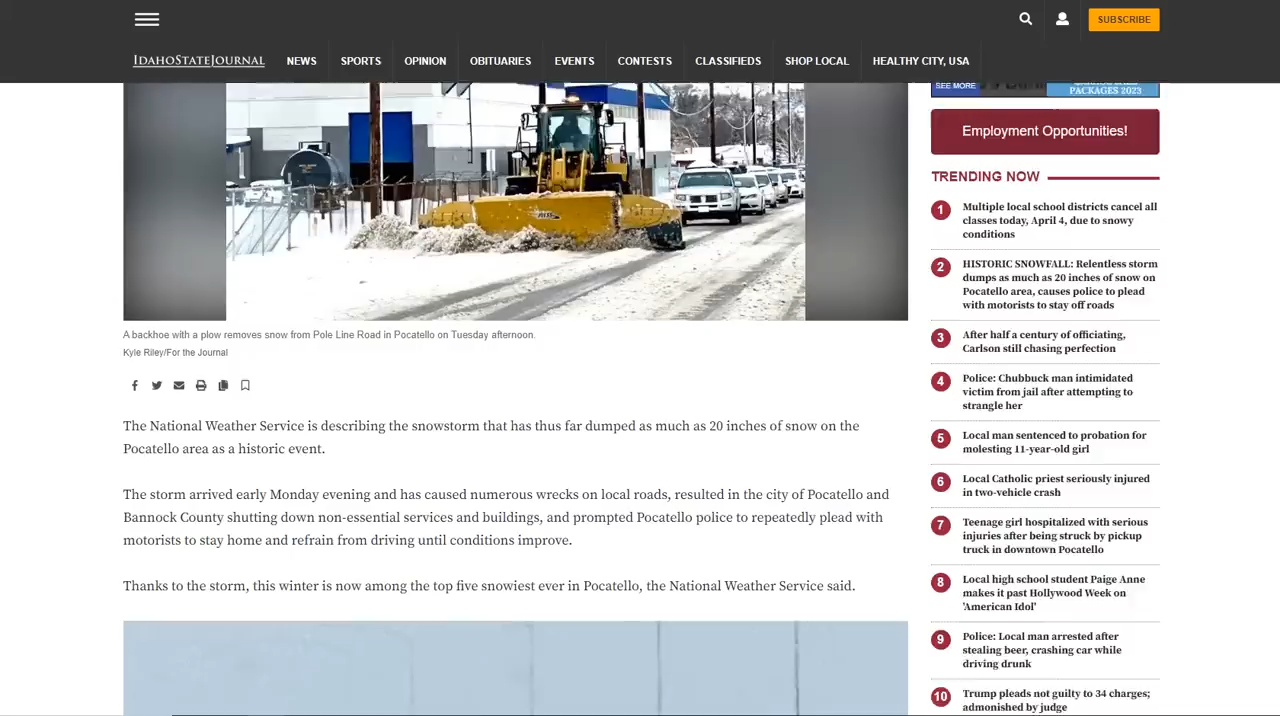 SUBSCRIBE
IDAHOSTATEJOURNAL
NEWS
SPORTS
OPINION
OBITUARIES
EVENTS
CONTESTS
CLASSIFIEDS
SHOP LOCAL
HEALTHY CITY, USA
SEE MORE
PACKAGES 2023
Employment Opportunities!
A backhoe with a plow removes snow from Pole Line Road in Pocatello on Tuesday afternoon.
Kyle Riley/For the Journal
The National Weather Service is describing the snowstorm that has thus far dumped as much as 20 inches of snow on the
Pocatello area as a historic event.
The storm arrived early Monday evening and has caused numerous wrecks on local roads, resulted in the city of Pocatello and
Bannock County shutting down non-essential services and buildings, and prompted Pocatello police to repeatedly plead with
motorists to stay home and refrain from driving until conditions improve.
Thanks to the storm, this winter is now among the top five snowiest ever in Pocatello, the National Weather Service said.
TRENDING NOW
1
Multiple local school districts cancel all
classes today, April 4, due to snowy
conditions
2
HISTORIC SNOWFALL: Relentless storm
dumps as much as 20 inches of snow on
Pocatello area, causes police to plead
with motorists to stay off roads
3
After half a century of officiating,
Carlson still chasing perfection
4
Police: Chubbuck man intimidated
victim from jail after attempting to
strangle her
5
Local man sentenced to probation for
molesting 11-year-old girl
6
Local Catholic priest seriously injured
in two-vehicle crash
7
Teenage girl hospitalized with serious
injuries after being struck by pickup
truck in downtown Pocatello
8
Local high school student Paige Anne
makes it past Hollywood Week on
'American Idol'
9
Police: Local man arrested after
stealing beer, crashing car while
driving drunk
10
Trump pleads not guilty to 34 charges;
admonished by judge